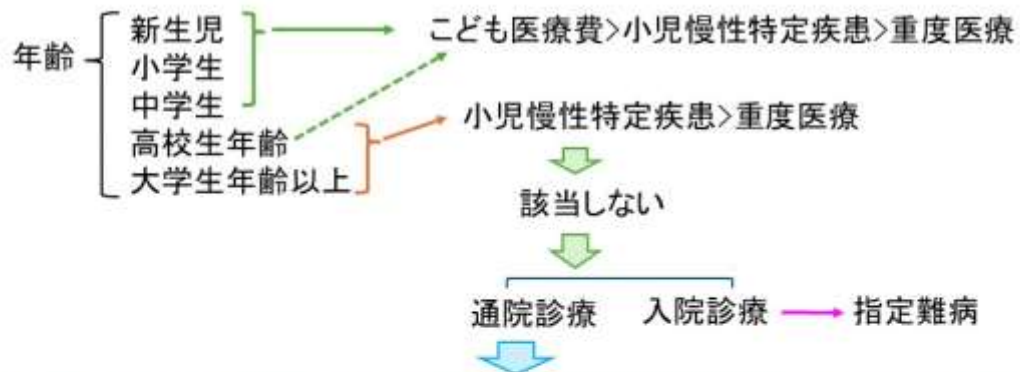 年齢
新生児
小学生
中学生
高校生年齢
大学生年齢以上
こども医療費>小児慢性特定疾患>重度医療
小児慢性特定疾患>重度医療
該当しない
通院診療
入院診療
指定難病